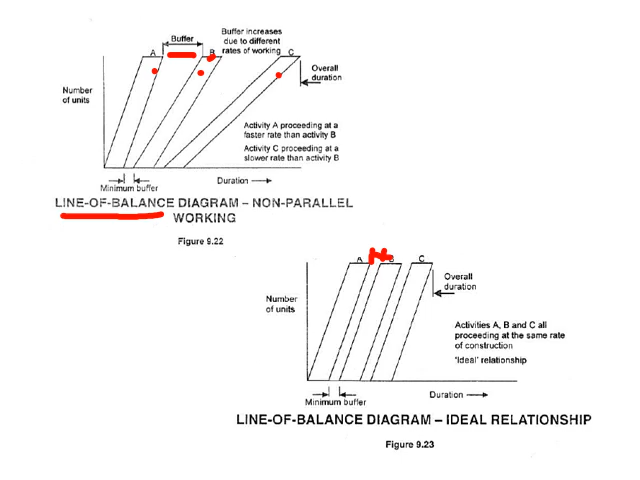 Buffer
Buffer increases
due to different
rates of working
A
B
C
Overall
duration
Number
of units
Activity A proceeding at a
faster rate than activity B
Activity C proceeding at a
slower rate than activity B
Minimum buffer
Duration
LINE-OF-BALANCE DIAGRAM – NON-PARALLEL
WORKING
Figure 9.22
A
B
C
Overall
duration
Number
of units
Activities A, B and C all
proceeding at the same rate
of construction
'Ideal' relationship
Minimum buffer
Duration
LINE-OF-BALANCE DIAGRAM – IDEAL RELATIONSHIP
Figure 9.23